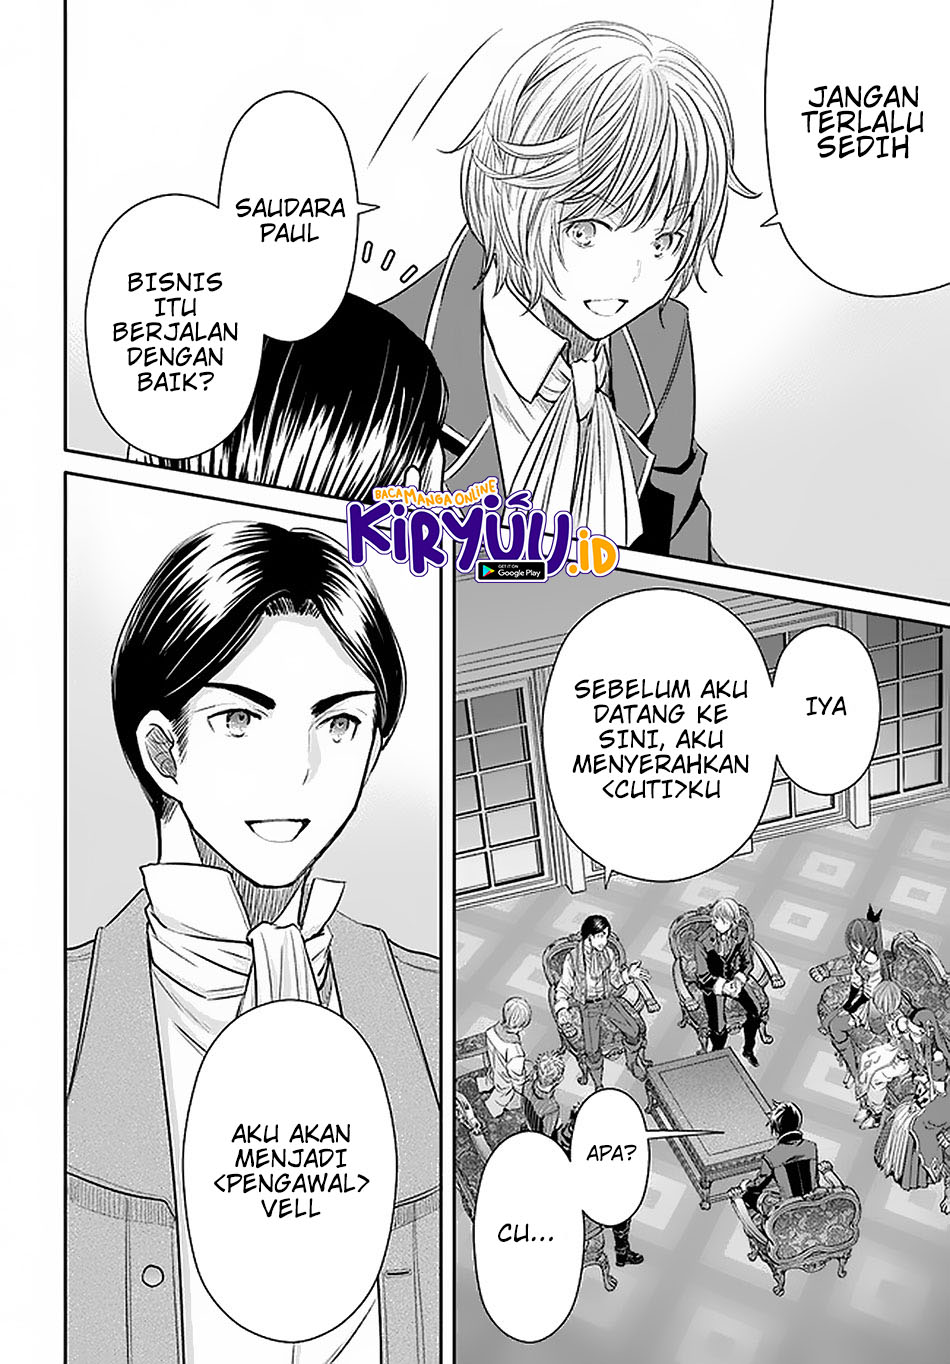 JANGAN
TERLALU
SEDIH
SAUDARA
PAUL
BISNIS
ITU
BERJALAN
DENGAN
BAIK?
BACA MANGA ONLINE
KIRYUU.ID
GET IT ON
Google Play
IYA
SEBELUM AKU
DATANG KE
SINI, AKU
MENYERAHKAN
<CUTI>KU
APA?
CU...
AKU AKAN
MENJADI
<PENGAWAL>
VELL